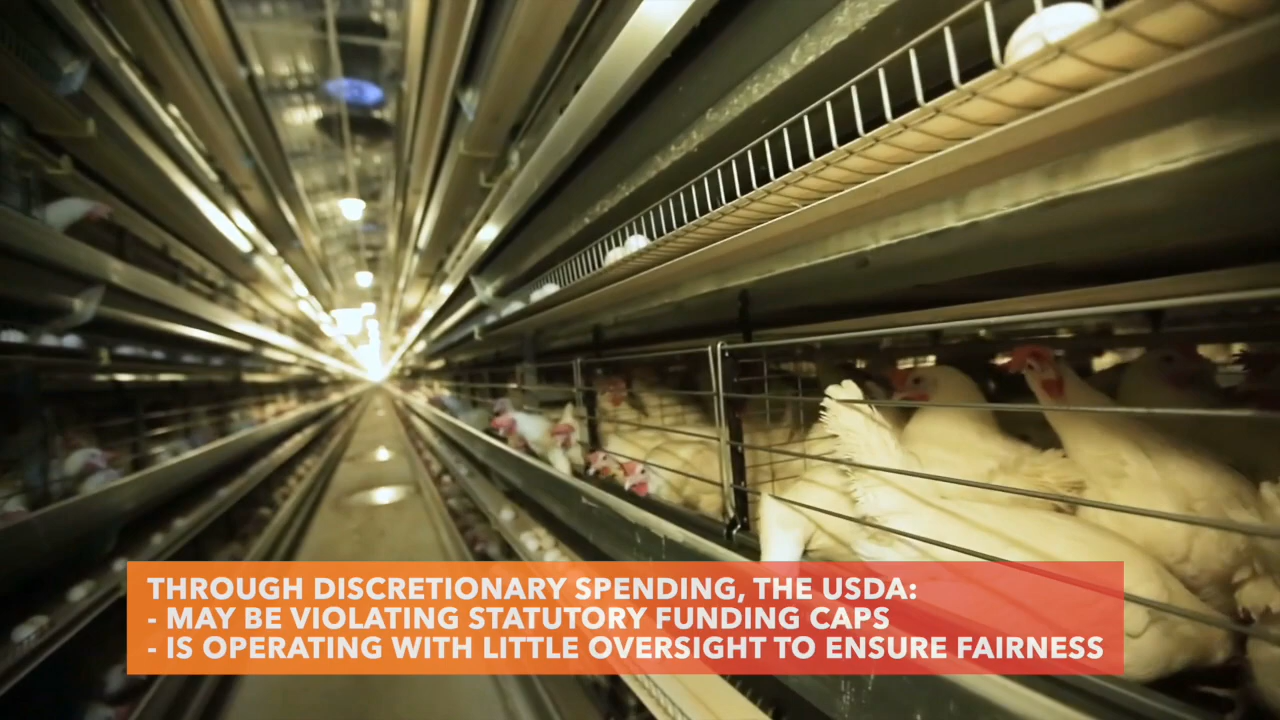 THROUGH DISCRETIONARY SPENDING, THE USDA:
- MAY BE VIOLATING STATUTORY FUNDING CAPS
- IS OPERATING WITH LITTLE OVERSIGHT TO ENSURE FAIRNESS